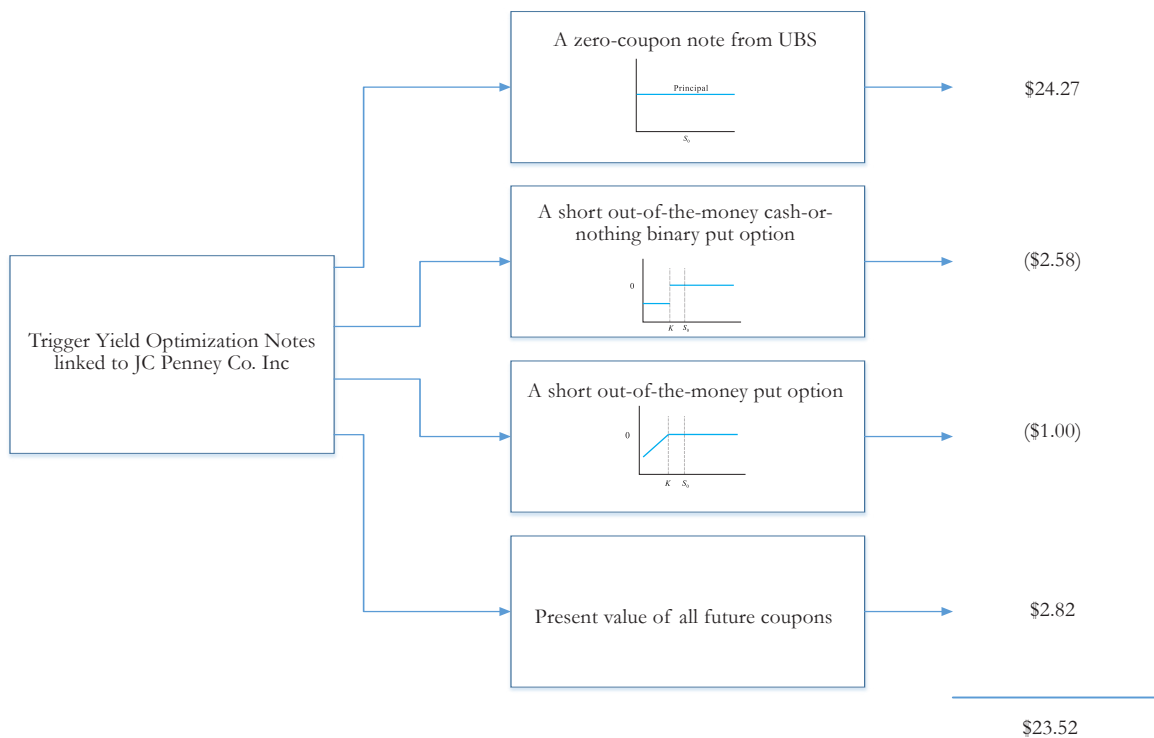 A zero-coupon note from UBS
Principal
S₀
$24.27
A short out-of-the-money cash-or-
nothing binary put option
0
K S₀
($2.58)
Trigger Yield Optimization Notes
linked to JC Penney Co. Inc
A short out-of-the-money put option
0
K S₀
($1.00)
Present value of all future coupons
$2.82
$23.52